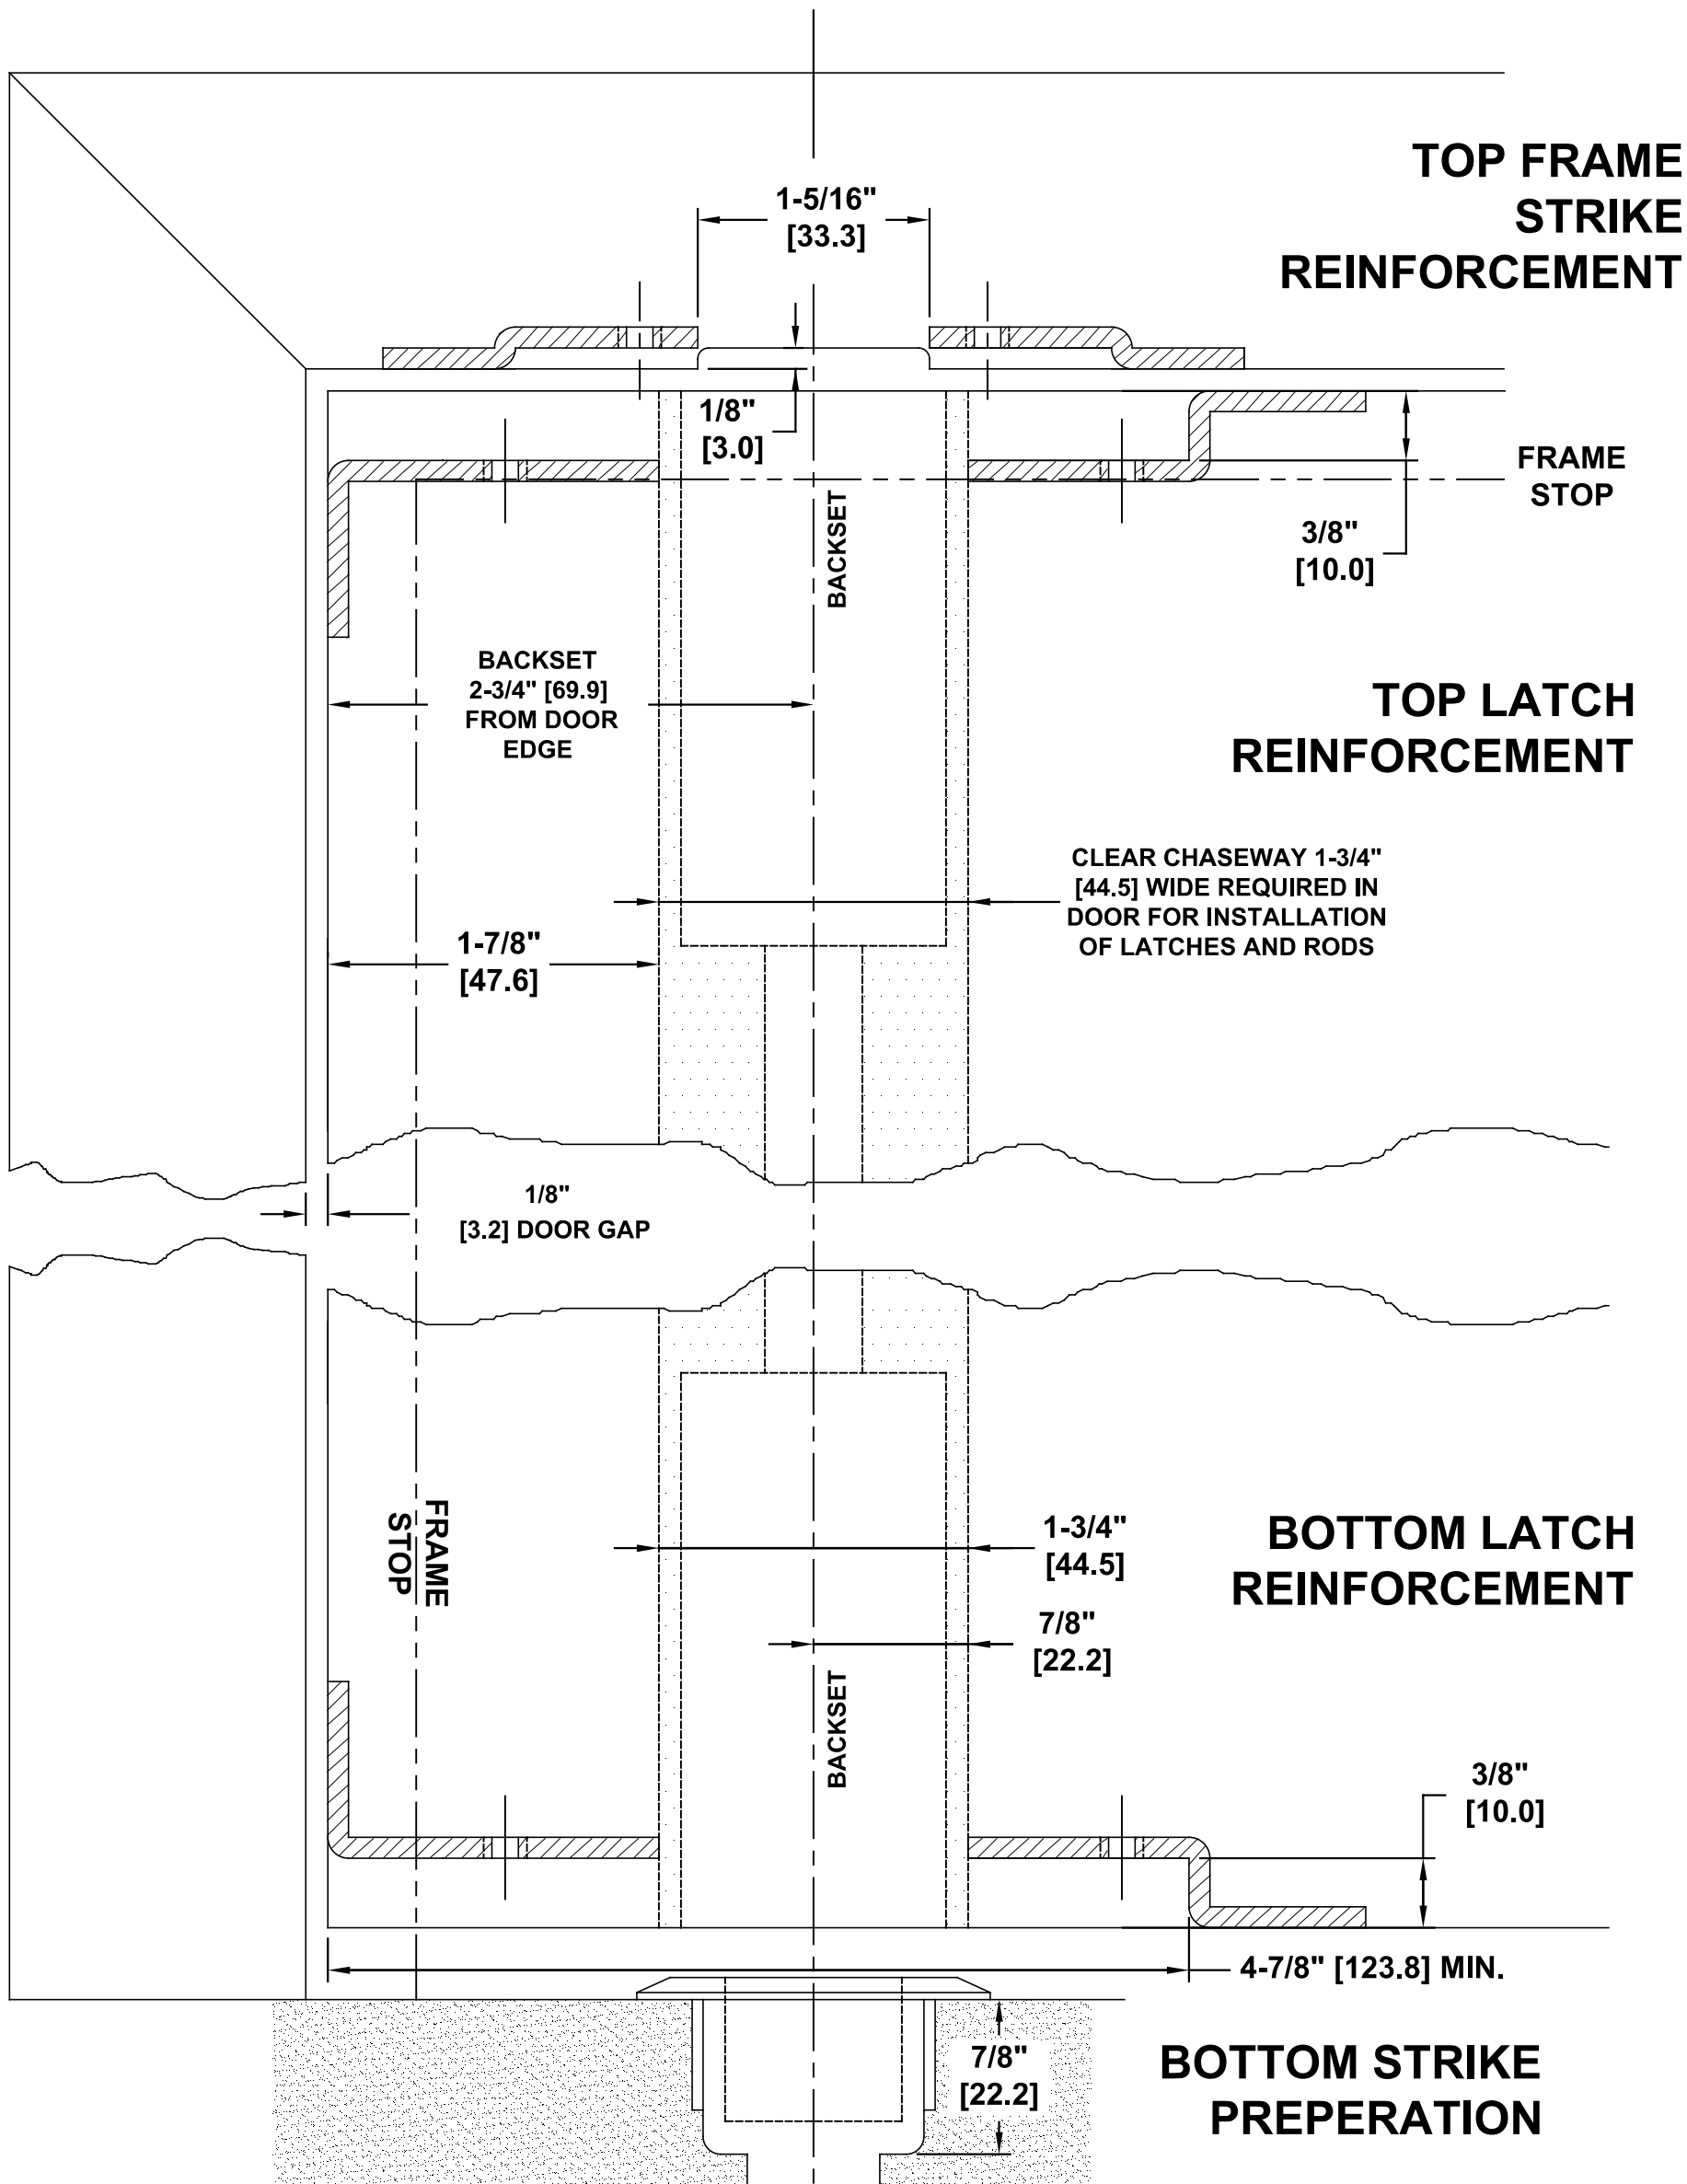 TOP FRAME
STRIKE
REINFORCEMENT
1-5/16"
[33.3]
1/8"
[3.0]
FRAME
STOP
3/8"
[10.0]
BACKSET
BACKSET
2-3/4" [69.9]
FROM DOOR
EDGE
TOP LATCH
REINFORCEMENT
CLEAR CHASEWAY 1-3/4"
[44.5] WIDE REQUIRED IN
DOOR FOR INSTALLATION
OF LATCHES AND RODS
1-7/8"
[47.6]
1/8"
[3.2] DOOR GAP
FRAME
STOP
1-3/4"
[44.5]
BOTTOM LATCH
REINFORCEMENT
7/8"
[22.2]
BACKSET
3/8"
[10.0]
4-7/8" [123.8] MIN.
7/8"
[22.2]
BOTTOM STRIKE
PREPERATION